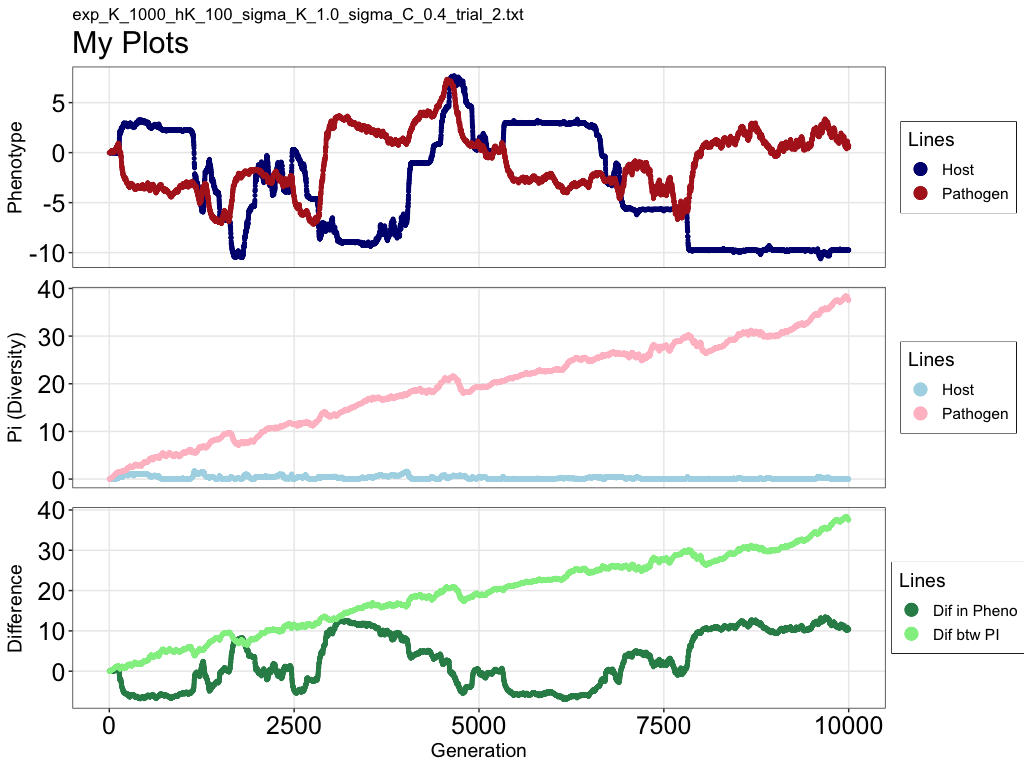 exp_K_1000_hK_100_sigma_K_1.0_sigma_C_0.4_trial_2.txt
My Plots
Phenotype
5
0
-5
-10
Lines
Host
Pathogen
Pi (Diversity)
40
30
20
10
0
Lines
Host
Pathogen
Difference
40
30
20
10
0
Lines
Dif in Pheno
Dif btw PI
0 2500 5000 7500 10000
Generation